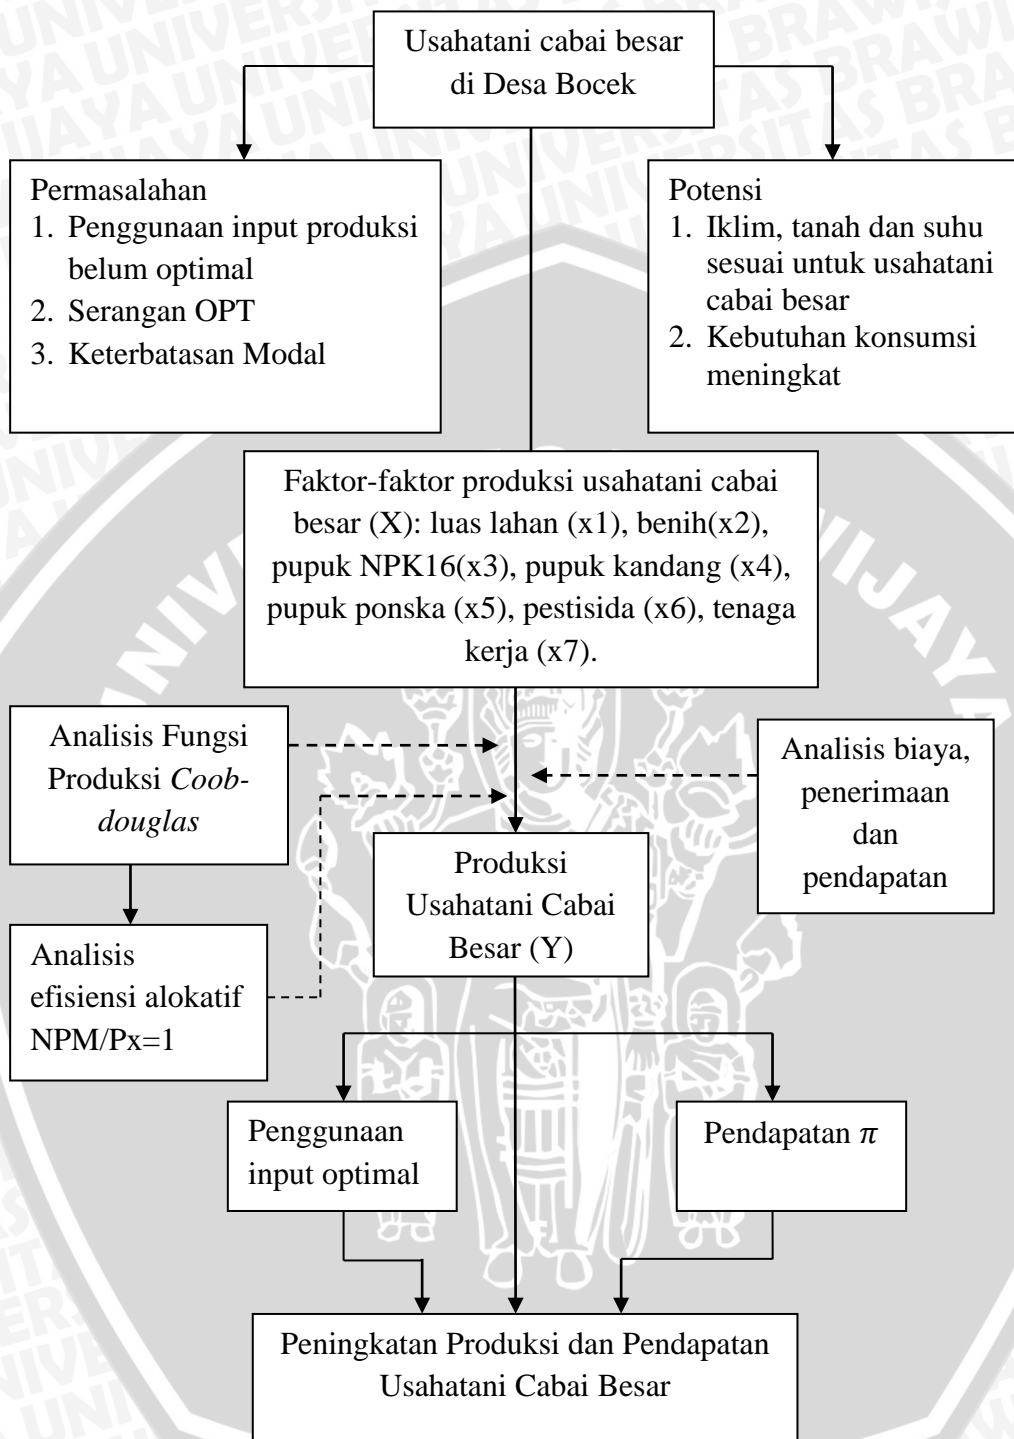 Usahatani cabai besar
di Desa Bocek
Permasalahan
1. Penggunaan input produksi
belum optimal
2. Serangan OPT
3. Keterbatasan Modal
Potensi
1. Iklim, tanah dan suhu
sesuai untuk usahatani
cabai besar
2. Kebutuhan konsumsi
meningkat
Faktor-faktor produksi usahatani cabai
besar (X): luas lahan (x1), benih(x2),
pupuk NPK16(x3), pupuk kandang (x4),
pupuk ponska (x5), pestisida (x6), tenaga
kerja (x7).
Analisis Fungsi
Produksi Coob-
douglas
Analisis biaya,
penerimaan
dan
pendapatan
Produksi
Usahatani Cabai
Besar (Y)
Analisis
efisiensi alokatif
NPM/Px=1
Penggunaan
input optimal
Pendapatan π
Peningkatan Produksi dan Pendapatan
Usahatani Cabai Besar